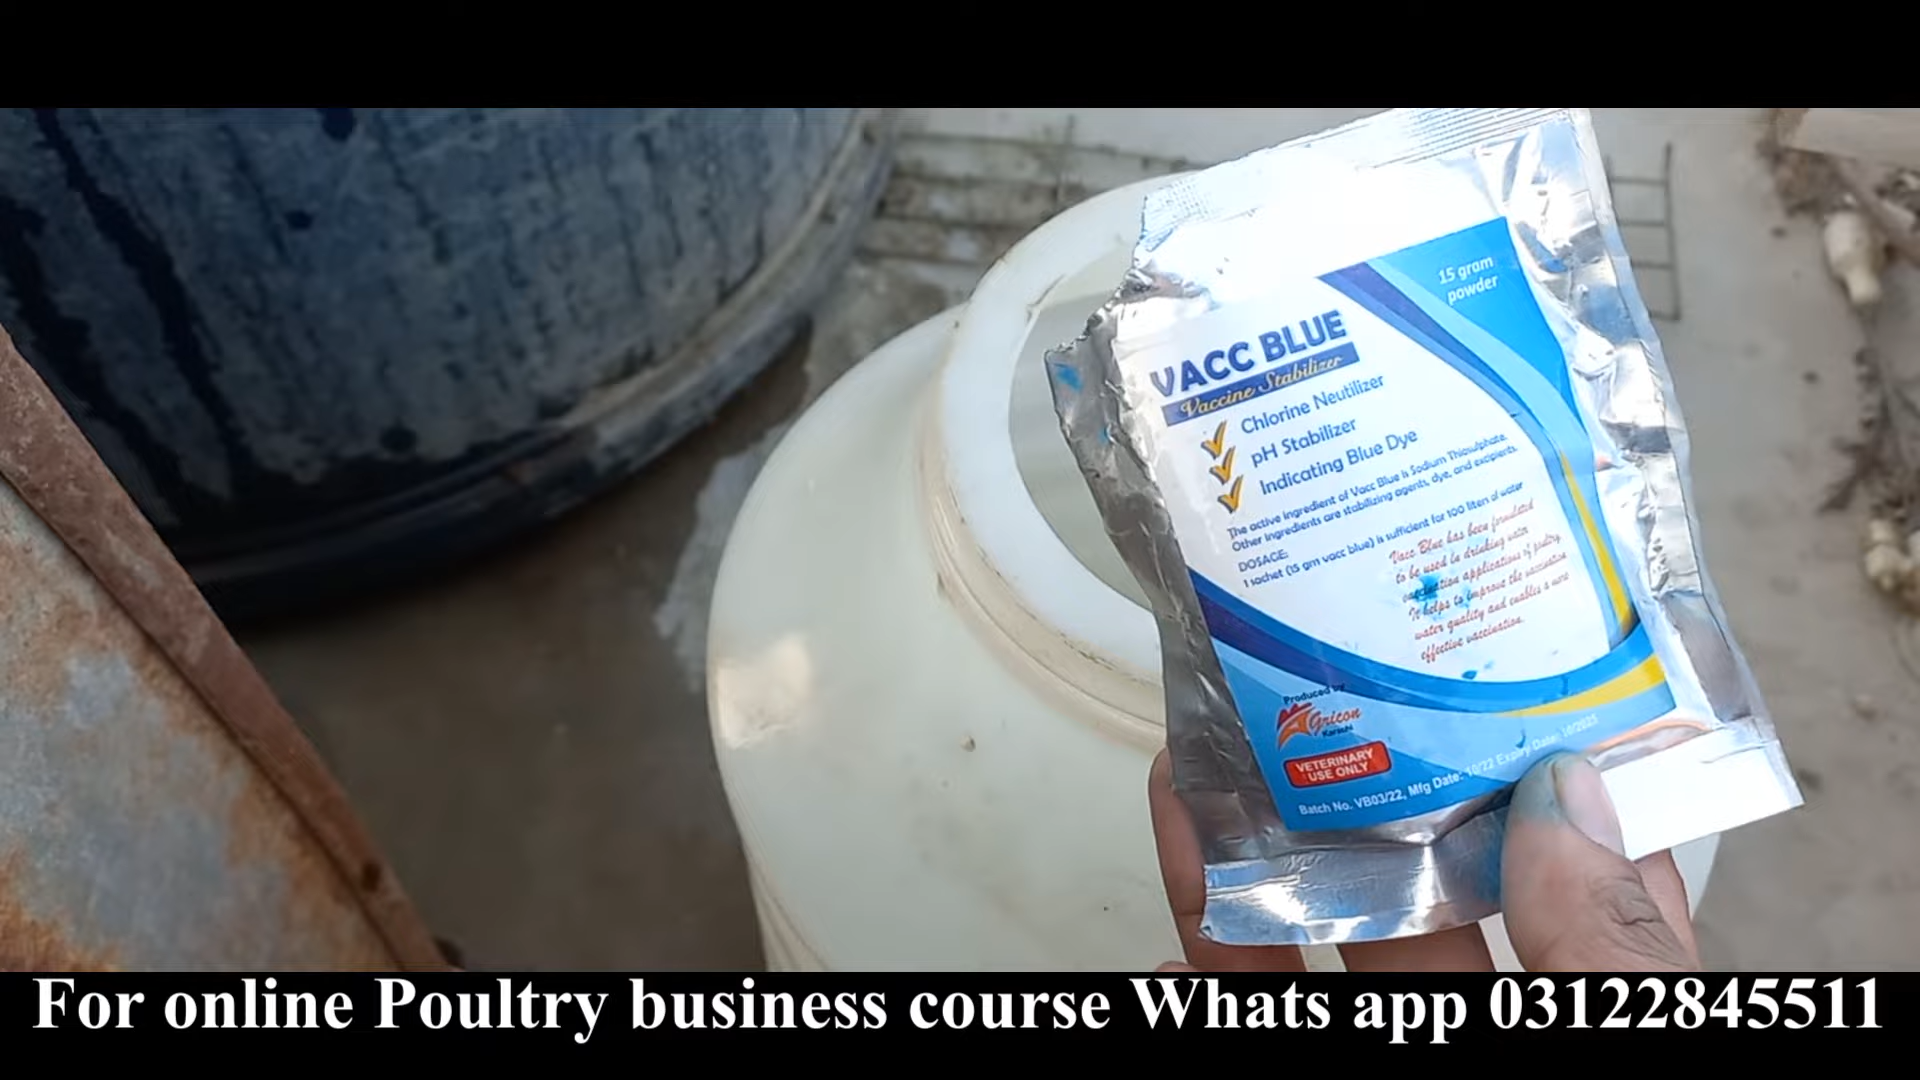 15 gram
powder
VACC BLUE
Vaccine Stabilizer
Chlorine Neutilizer
pH Stabilizer
Indicating Blue Dye
The active ingredient of Vacc Blue is Sodium Thiosulphate.
Other ingredients are stabilizing agents, dye, and excipients.
DOSAGE:
1 sachet (15 gm vacc blue) is sufficient for 100 liters of water
Vacc Blue has been formulated
to be used in drinking water
vaccination applications of poultry.
It helps to improve the vaccination
water quality and enables a more
effective vaccination.
Produced by
Agricon
Karachi
VETERINARY
USE ONLY
Batch No. VB03/22, Mfg Date: 10/22 Expiry Date: 10/2025
For online Poultry business course Whats app 03122845511